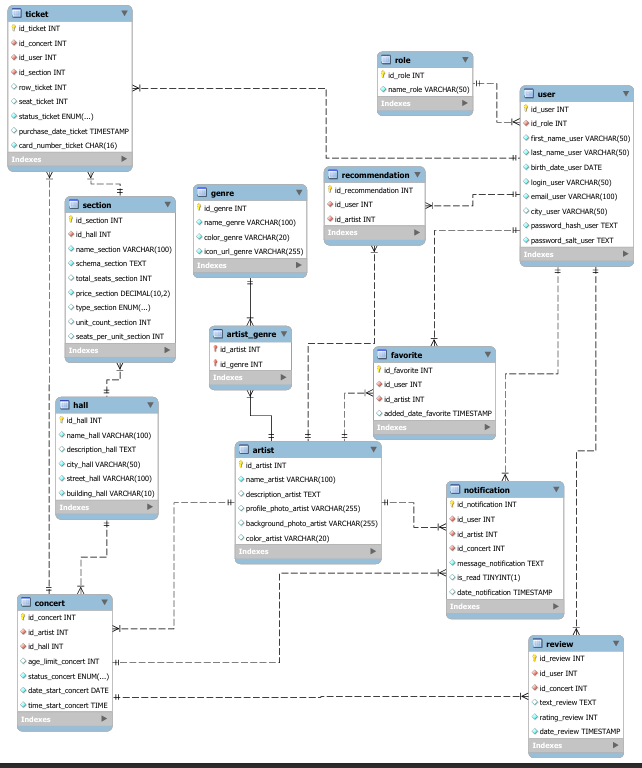 ticket
id_ticket INT
id_concert INT
id_user INT
id_section INT
row_ticket INT
seat_ticket INT
status_ticket ENUM(...)
purchase_date_ticket TIMESTAMP
card_number_ticket CHAR(16)
Indexes
role
id_role INT
name_role VARCHAR(50)
Indexes
user
id_user INT
id_role INT
first_name_user VARCHAR(50)
last_name_user VARCHAR(50)
birth_date_user DATE
login_user VARCHAR(50)
email_user VARCHAR(100)
city_user VARCHAR(50)
password_hash_user TEXT
password_salt_user TEXT
Indexes
recommendation
id_recommendation INT
id_user INT
id_artist INT
Indexes
genre
id_genre INT
name_genre VARCHAR(100)
color_genre VARCHAR(20)
icon_url_genre VARCHAR(255)
Indexes
section
id_section INT
id_hall INT
name_section VARCHAR(100)
schema_section TEXT
total_seats_section INT
price_section DECIMAL(10,2)
type_section ENUM(...)
unit_count_section INT
seats_per_unit_section INT
Indexes
artist_genre
id_artist INT
id_genre INT
Indexes
favorite
id_favorite INT
id_user INT
id_artist INT
added_date_favorite TIMESTAMP
Indexes
hall
id_hall INT
name_hall VARCHAR(100)
description_hall TEXT
city_hall VARCHAR(50)
street_hall VARCHAR(100)
building_hall VARCHAR(10)
Indexes
artist
id_artist INT
name_artist VARCHAR(100)
description_artist TEXT
profile_photo_artist VARCHAR(255)
background_photo_artist VARCHAR(255)
color_artist VARCHAR(20)
Indexes
notification
id_notification INT
id_user INT
id_artist INT
id_concert INT
message_notification TEXT
is_read TINYINT(1)
date_notification TIMESTAMP
Indexes
concert
id_concert INT
id_artist INT
id_hall INT
age_limit_concert INT
status_concert ENUM(...)
date_start_concert DATE
time_start_concert TIME
Indexes
review
id_review INT
id_user INT
id_concert INT
text_review TEXT
rating_review INT
date_review TIMESTAMP
Indexes